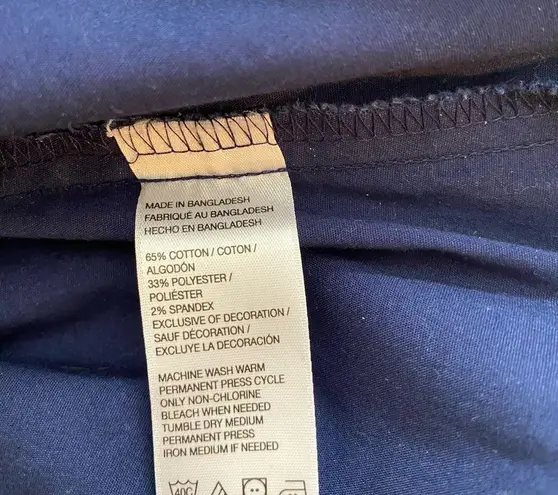 MADE IN BANGLADESH
FABRIQUÉ AU BANGLADESH
HECHO EN BANGLADESH
65% COTTON / COTON /
ALGODÓN
33% POLYESTER /
POLIÉSTER
2% SPANDEX
EXCLUSIVE OF DECORATION /
SAUF DÉCORATION /
EXCLUYE LA DECORACIÓN
MACHINE WASH WARM
PERMANENT PRESS CYCLE
ONLY NON-CHLORINE
BLEACH WHEN NEEDED
TUMBLE DRY MEDIUM
PERMANENT PRESS
IRON MEDIUM IF NEEDED
40C